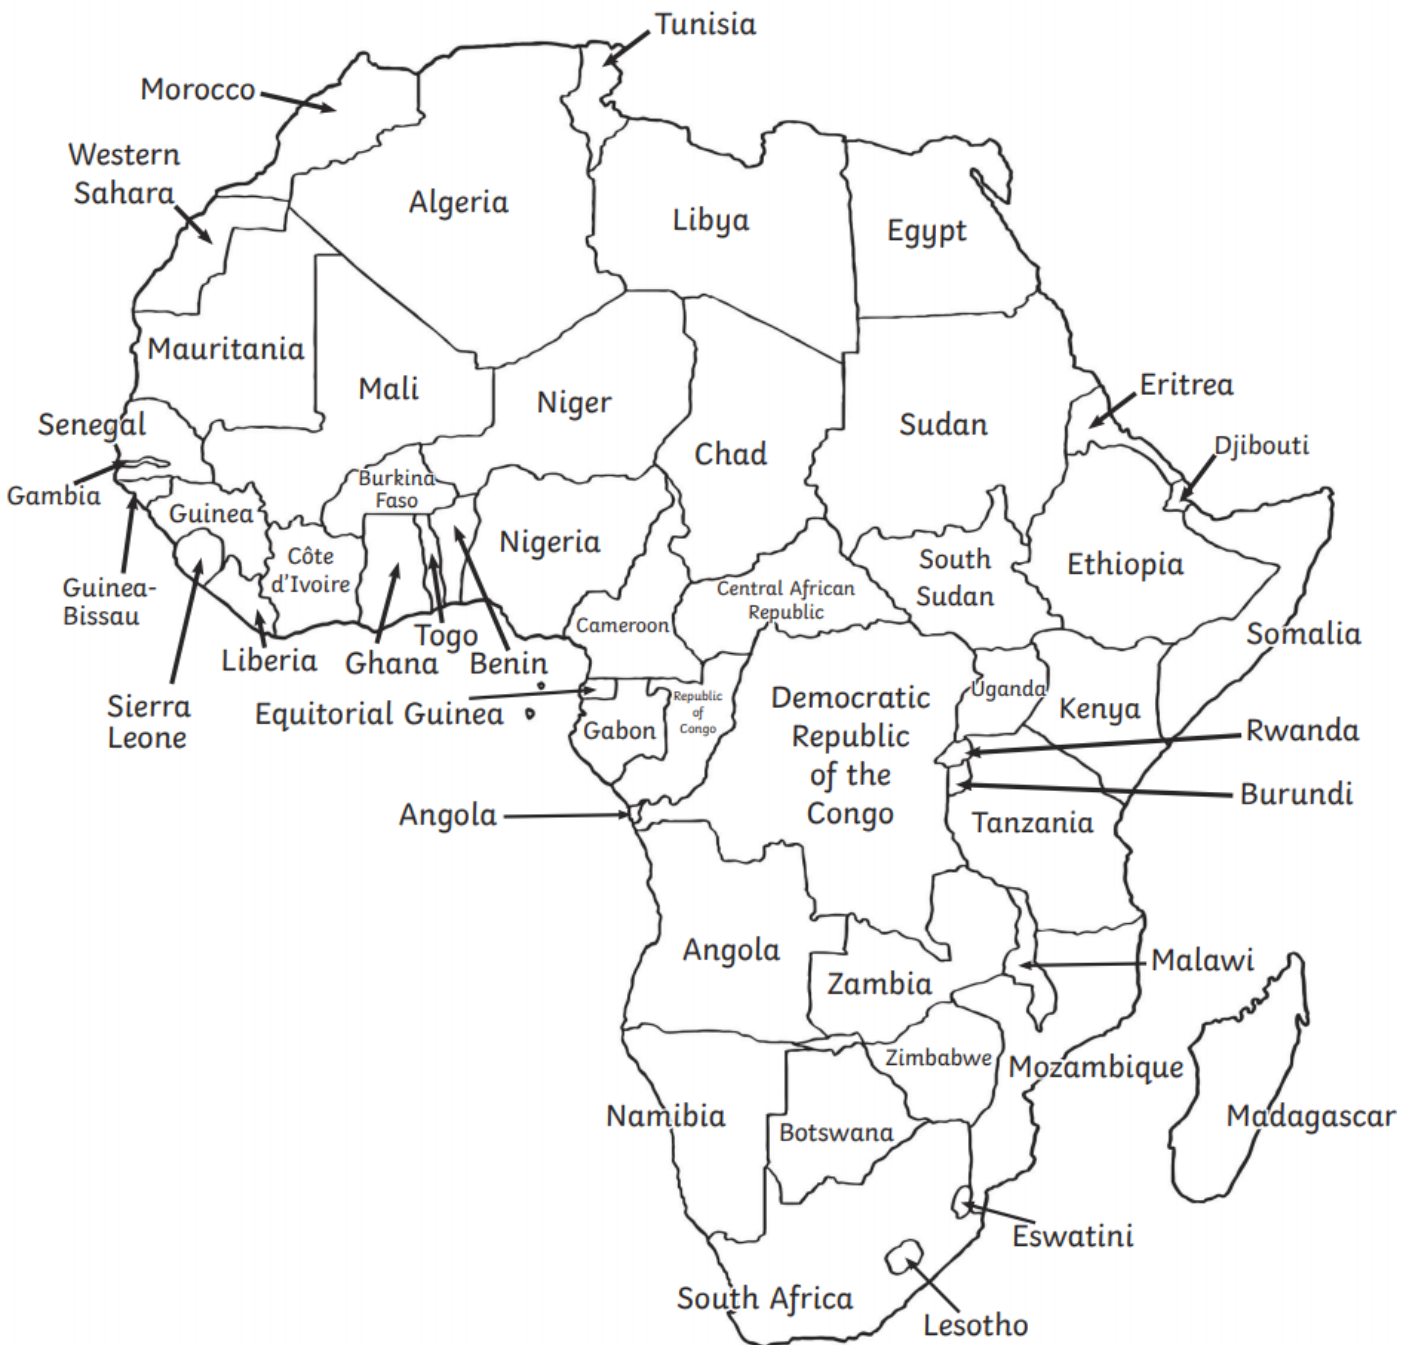 Tunisia
Morocco
Western
Sahara
Algeria
Libya
Egypt
Mauritania
Mali
Niger
Chad
Sudan
Eritrea
Djibouti
Senegal
Gambia
Guinea-
Bissau
Guinea
Sierra
Leone
Liberia
Côte
d'Ivoire
Burkina
Faso
Ghana
Togo
Benin
Nigeria
Cameroon
Central African
Republic
South
Sudan
Ethiopia
Somalia
Equitorial Guinea
Gabon
Republic
of
Congo
Democratic
Republic
of the
Congo
Uganda
Kenya
Rwanda
Burundi
Tanzania
Angola
Angola
Zambia
Malawi
Mozambique
Zimbabwe
Madagascar
Namibia
Botswana
Eswatini
South Africa
Lesotho